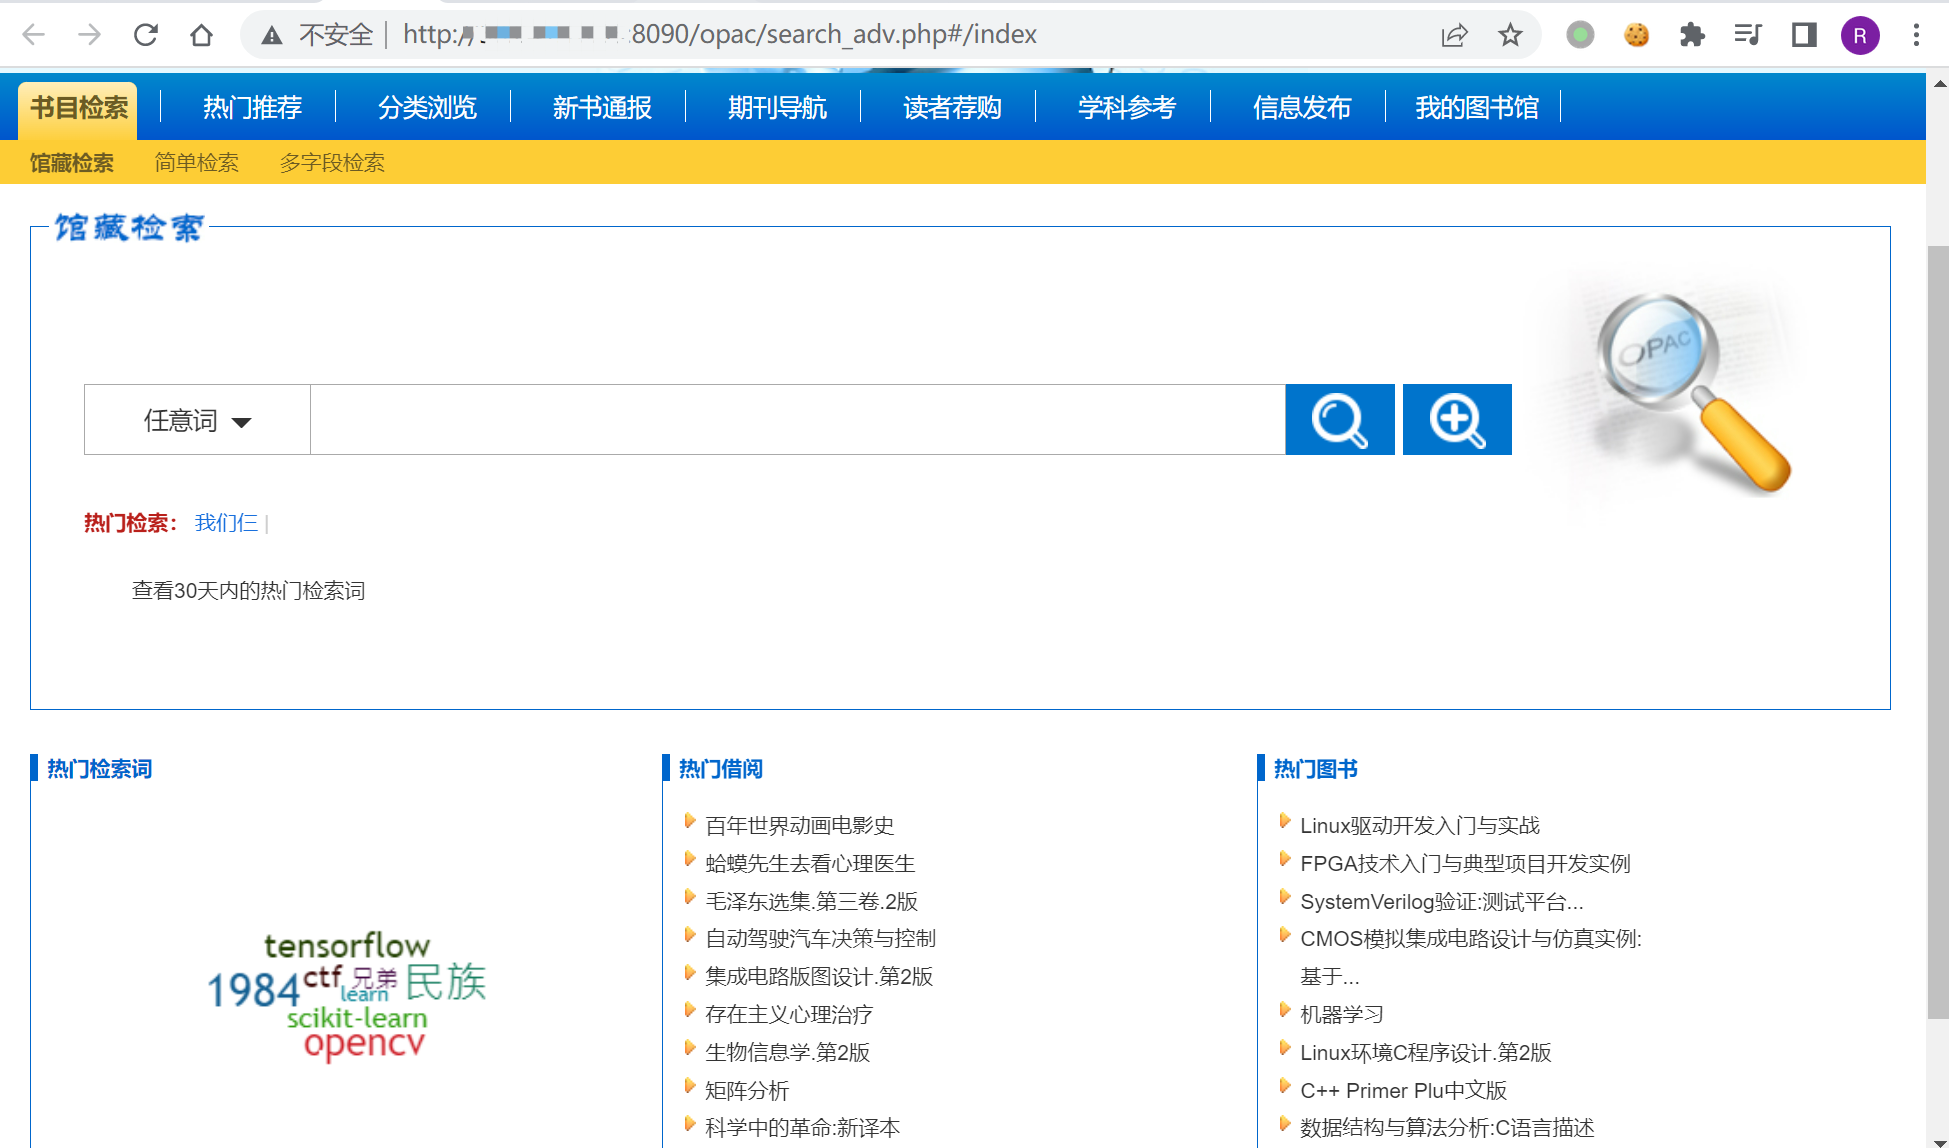 不安全 http:// :8090/opac/search_adv.php#/index
R
书目检索 热门推荐 分类浏览 新书通报 期刊导航 读者荐购 学科参考 信息发布 我的图书馆
馆藏检索 简单检索 多字段检索
馆藏检索
OPAC
任意词
热门检索： 我们仨 |
查看30天内的热门检索词
热门检索词
tensorflow
1984 ctf 兄弟 民族
learn
scikit-learn
opencv
热门借阅
百年世界动画电影史
蛤蟆先生去看心理医生
毛泽东选集.第三卷.2版
自动驾驶汽车决策与控制
集成电路版图设计.第2版
存在主义心理治疗
生物信息学.第2版
矩阵分析
科学中的革命:新译本
热门图书
Linux驱动开发入门与实战
FPGA技术入门与典型项目开发实例
SystemVerilog验证:测试平台...
CMOS模拟集成电路设计与仿真实例:
基于...
机器学习
Linux环境C程序设计.第2版
C++ Primer Plu中文版
数据结构与算法分析:C语言描述